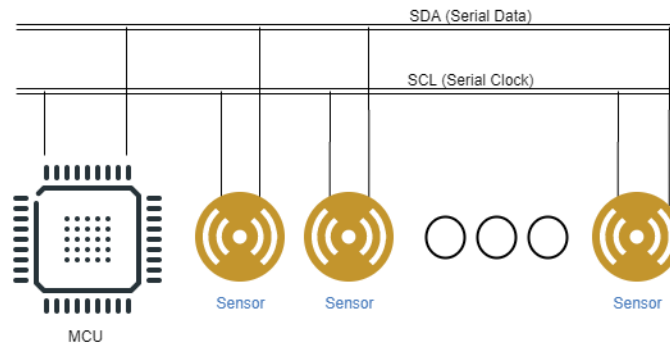 SDA (Serial Data)
SCL (Serial Clock)
Sensor
Sensor
Sensor
MCU